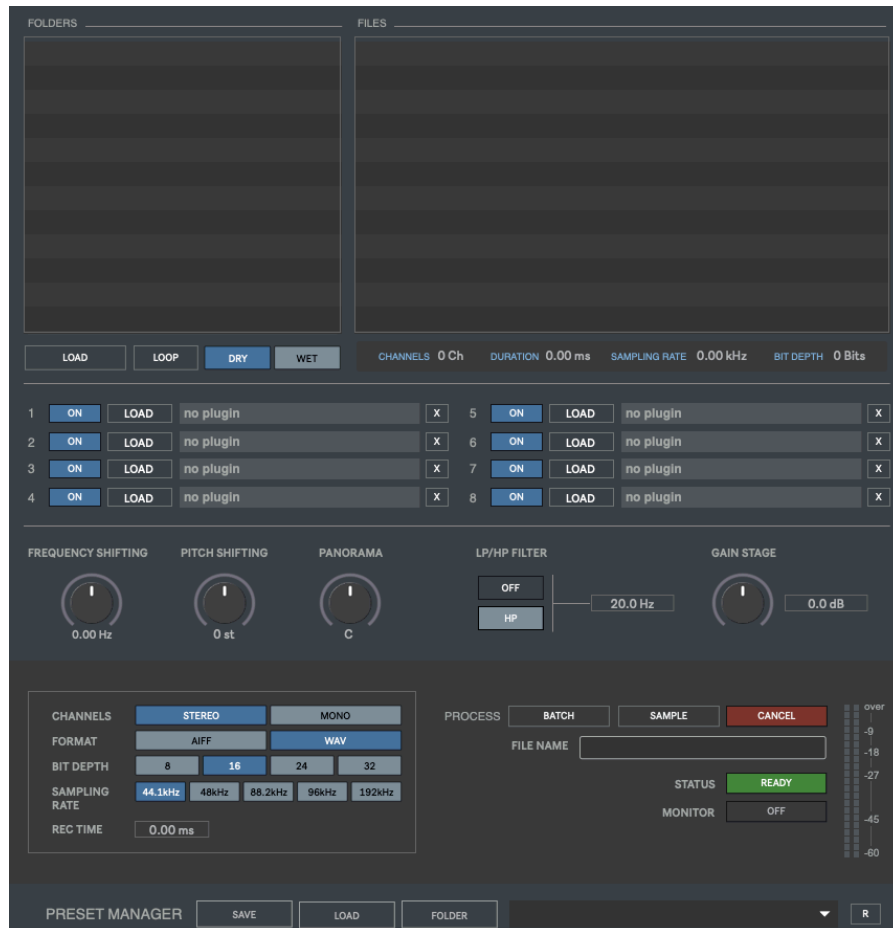 FOLDERS FILES
LOAD LOOP DRY WET CHANNELS 0 Ch DURATION 0.00 ms SAMPLING RATE 0.00 kHz BIT DEPTH 0 Bits
1 ON LOAD no plugin X 5 ON LOAD no plugin X
2 ON LOAD no plugin X 6 ON LOAD no plugin X
3 ON LOAD no plugin X 7 ON LOAD no plugin X
4 ON LOAD no plugin X 8 ON LOAD no plugin X
FREQUENCY SHIFTING PITCH SHIFTING PANORAMA LP/HP FILTER GAIN STAGE
OFF
20.0 Hz 0.0 dB
HP
0.00 Hz 0 st C
CHANNELS STEREO MONO PROCESS BATCH SAMPLE CANCEL over
FORMAT AIFF WAV -9
FILE NAME -18
BIT DEPTH 8 16 24 32 -27
STATUS READY
SAMPLING RATE 44.1kHz 48kHz 88.2kHz 96kHz 192kHz
MONITOR OFF -45
REC TIME 0.00 ms
-60
PRESET MANAGER SAVE LOAD FOLDER R